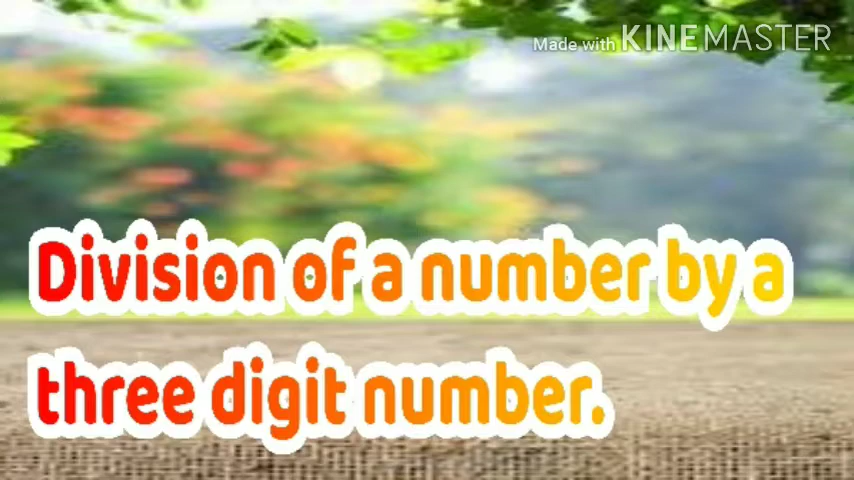 Made with KINEMASTER
Division of a number by a
three digit number.